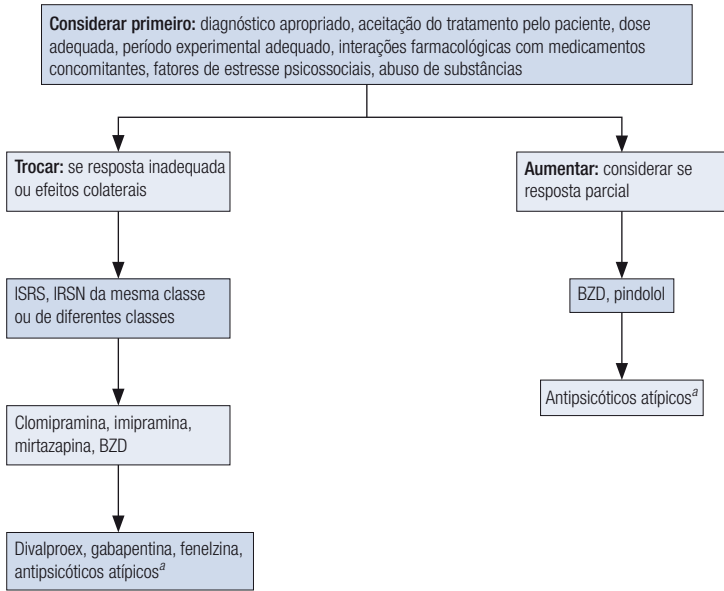 Considerar primeiro: diagnóstico apropriado, aceitação do tratamento pelo paciente, dose
adequada, período experimental adequado, interações farmacológicas com medicamentos
concomitantes, fatores de estresse psicossociais, abuso de substâncias
Trocar: se resposta inadequada
ou efeitos colaterais
Aumentar: considerar se
resposta parcial
ISRS, IRSN da mesma classe
ou de diferentes classes
BZD, pindolol
Clomipramina, imipramina,
mirtazapina, BZD
Antipsicóticos atípicosa
Divalproex, gabapentina, fenelzina,
antipsicóticos atípicosa